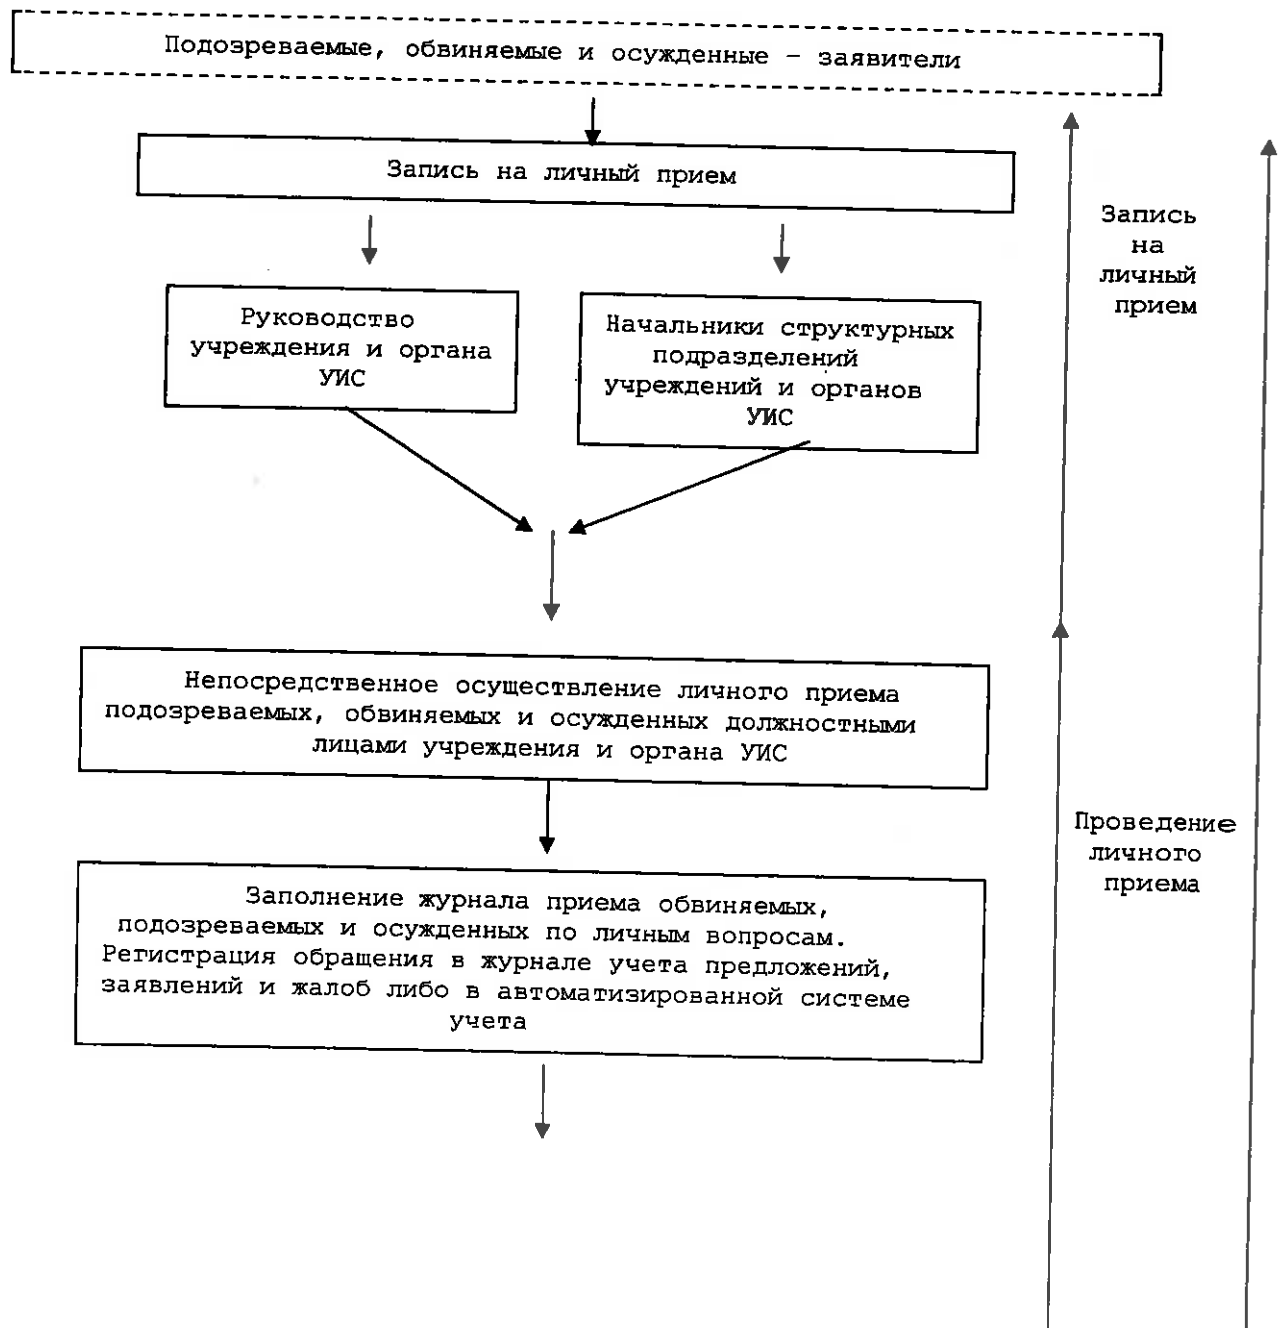 Подозреваемые, обвиняемые и осужденные - заявители
Запись на личный прием
Запись
на
личный
прием
Руководство
учреждения и органа
УИС
Начальники структурных
подразделений
учреждений и органов
УИС
Непосредственное осуществление личного приема
подозреваемых, обвиняемых и осужденных должностными
лицами учреждения и органа УИС
Проведение
личного
приема
Заполнение журнала приема обвиняемых,
подозреваемых и осужденных по личным вопросам.
Регистрация обращения в журнале учета предложений,
заявлений и жалоб либо в автоматизированной системе
учета